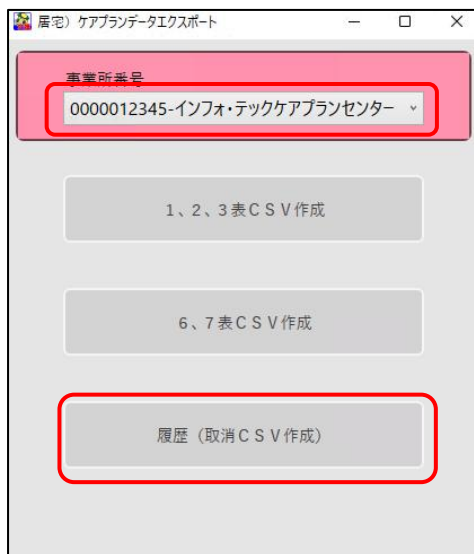 居宅）ケアプランデータエクスポート
事業所番号
0000012345-インフォ・テックケアプランセンター
１、２、３表ＣＳＶ作成
６、７表ＣＳＶ作成
履歴（取消ＣＳＶ作成）